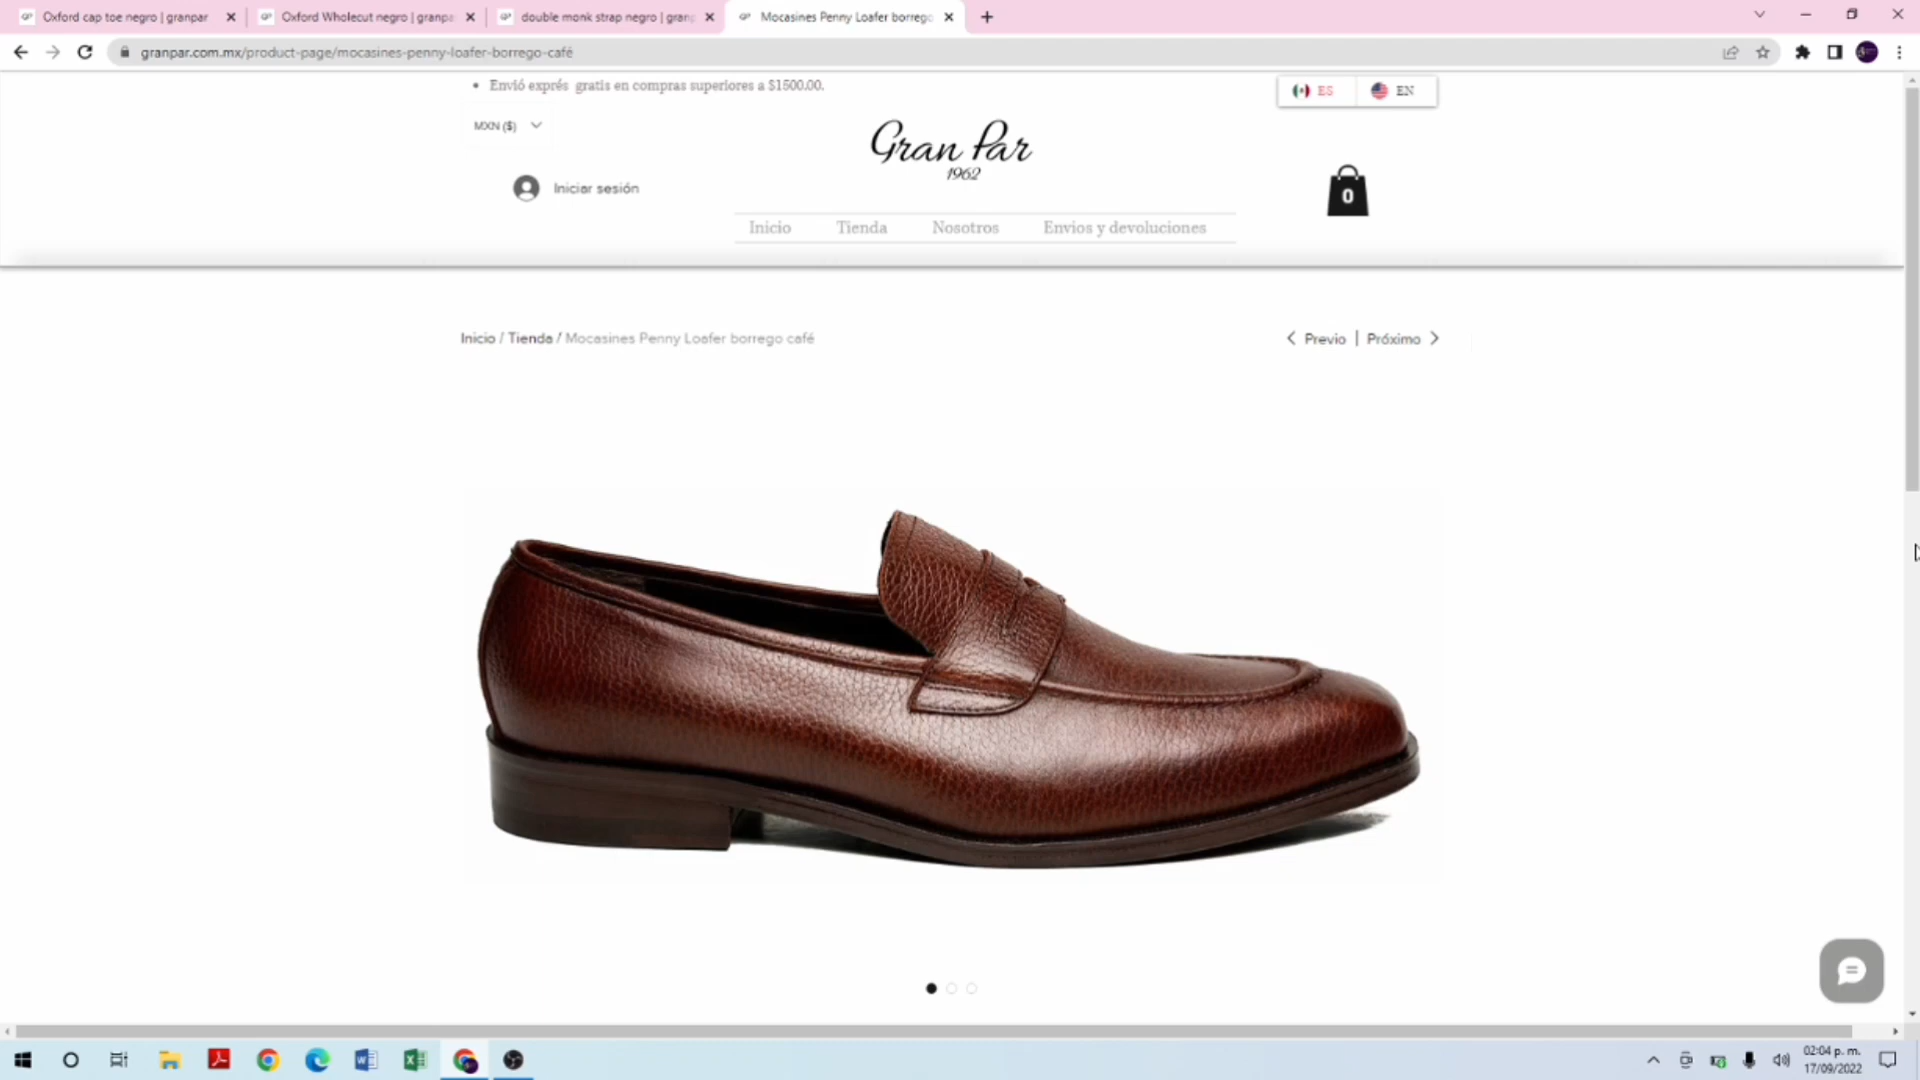 Oxford cap toe negro | granpar
Oxford Wholecut negro | granpa
double monk strap negro | gran
Mocasines Penny Loafer borrego
granpar.com.mx/product-page/mocasines-penny-loafer-borrego-café
Envió exprés gratis en compras superiores a $1500.00.
ES
EN
MXN ($)
Gran Par
1962
Iniciar sesión
0
Inicio
Tienda
Nosotros
Envios y devoluciones
Inicio / Tienda / Mocasines Penny Loafer borrego café
Previo | Próximo
02:04 p. m.
17/09/2022